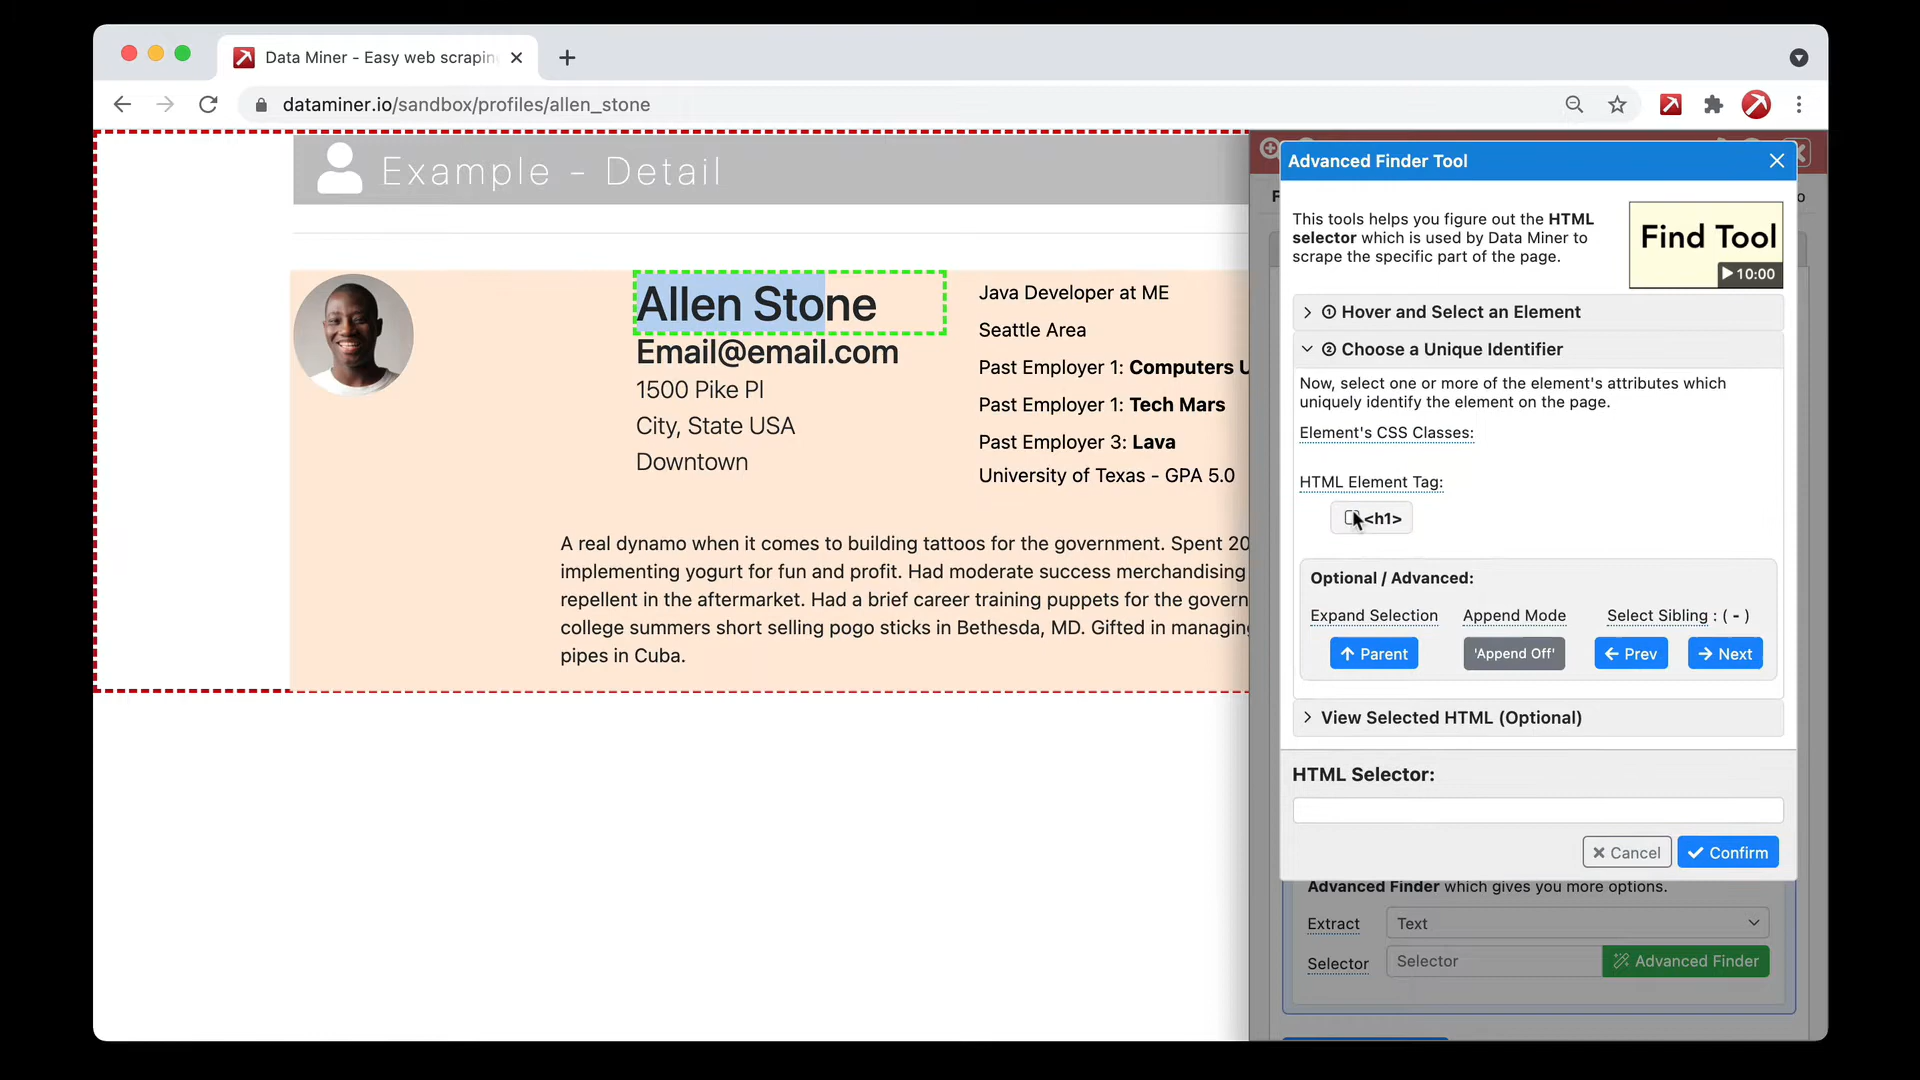 Data Miner - Easy web scrapin
dataminer.io/sandbox/profiles/allen_stone
Example - Detail
Allen Stone
Email@email.com
1500 Pike Pl
City, State USA
Downtown
Java Developer at ME
Seattle Area
Past Employer 1: Computers U
Past Employer 1: Tech Mars
Past Employer 3: Lava
University of Texas - GPA 5.0
A real dynamo when it comes to building tattoos for the government. Spent 20
implementing yogurt for fun and profit. Had moderate success merchandising
repellent in the aftermarket. Had a brief career training puppets for the govern
college summers short selling pogo sticks in Bethesda, MD. Gifted in managing
pipes in Cuba.
Advanced Finder Tool
This tools helps you figure out the HTML
selector which is used by Data Miner to
scrape the specific part of the page.
Find Tool
10:00
① Hover and Select an Element
② Choose a Unique Identifier
Now, select one or more of the element's attributes which
uniquely identify the element on the page.
Element's CSS Classes:
HTML Element Tag:
<h1>
Optional / Advanced:
Expand Selection Append Mode Select Sibling : ( - )
Parent 'Append Off' Prev Next
View Selected HTML (Optional)
HTML Selector:
Cancel Confirm
Advanced Finder which gives you more options.
Extract Text
Selector Selector Advanced Finder